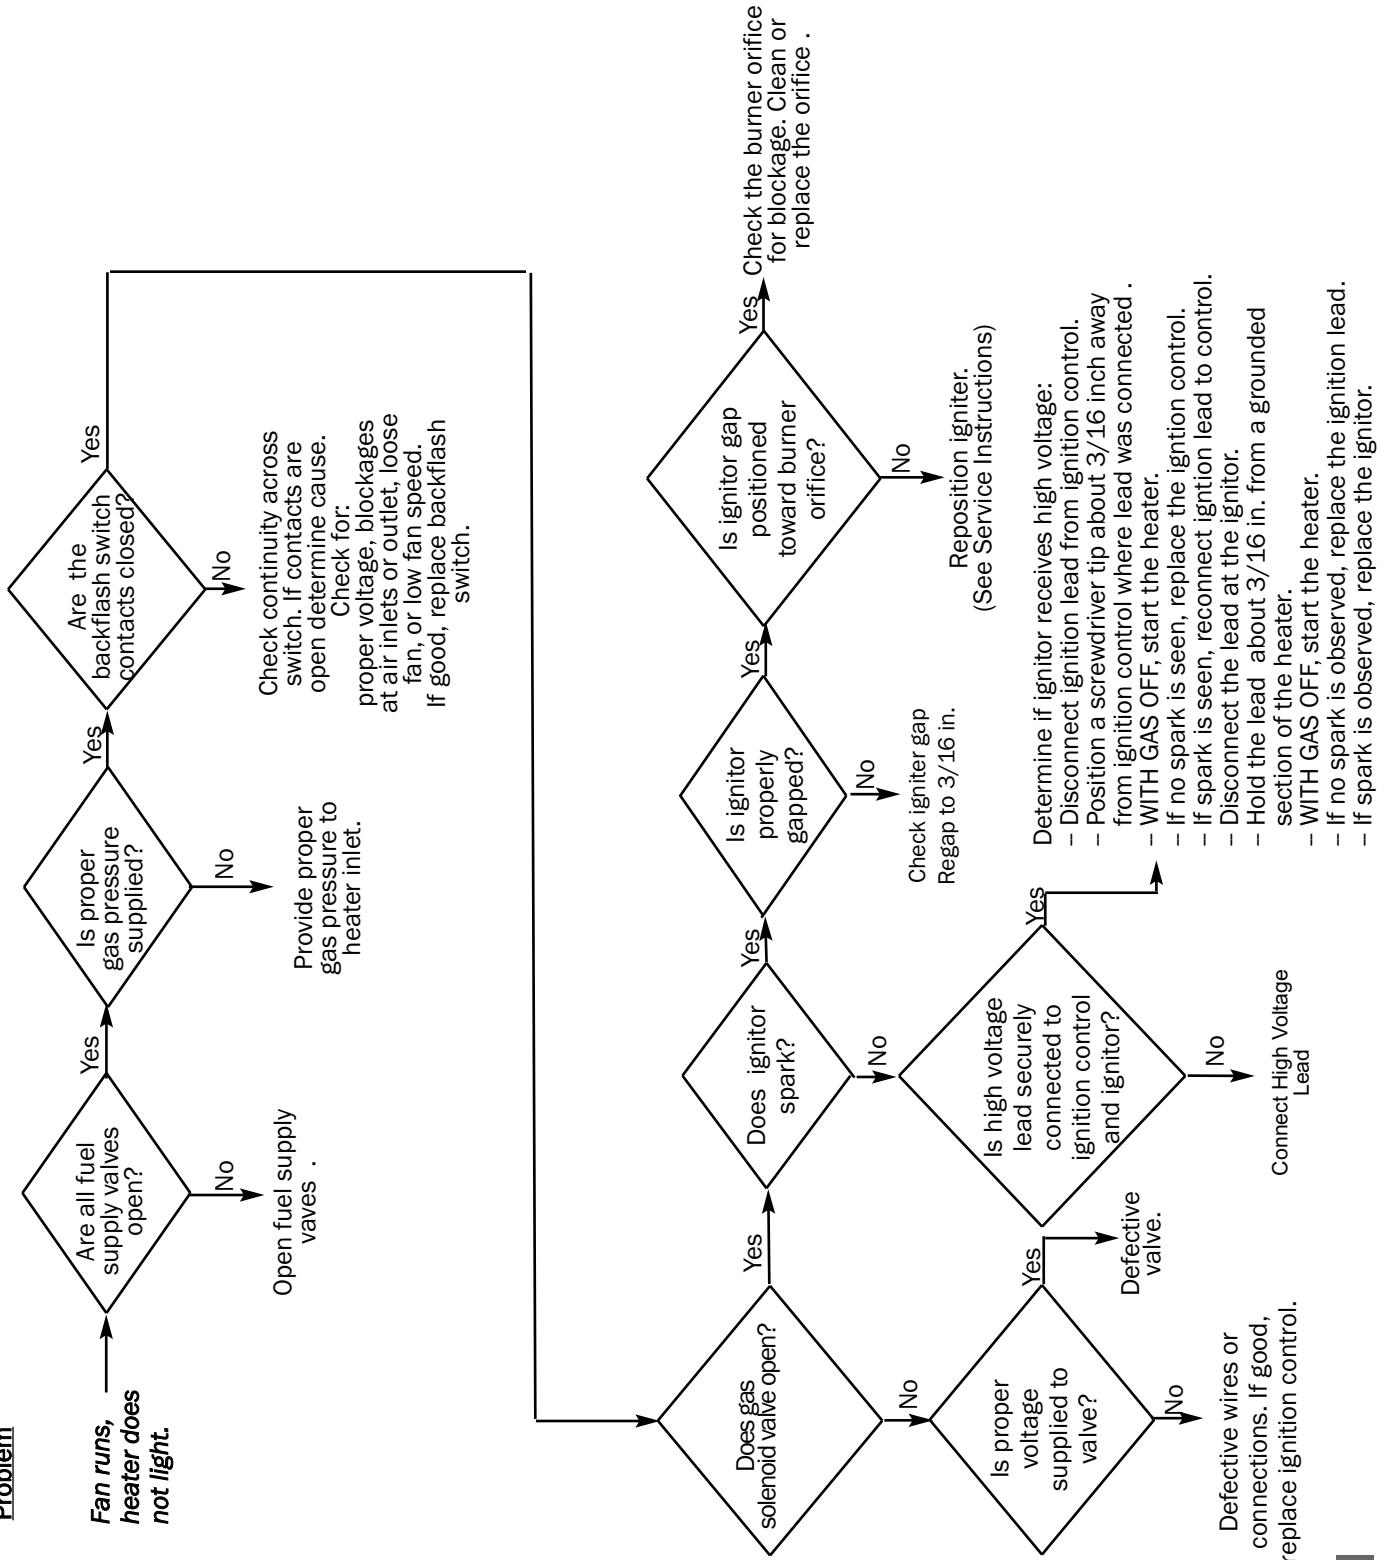 Problem
Fan runs,
heater does
not light.
Are all fuel
supply valves
open?
Yes
No
Open fuel supply
vaves .
Is proper
gas pressure
supplied?
Yes
No
Provide proper
gas pressure to
heater inlet.
Are the
backflash switch
contacts closed?
Yes
No
Check continuity across
switch. If contacts are
open determine cause.
Check for:
proper voltage, blockages
at air inlets or outlet, loose
fan, or low fan speed.
If good, replace backflash
switch.
Does gas
solenoid valve open?
Yes
No
Is proper
voltage
supplied to
valve?
Yes
Defective
valve.
No
Defective wires or
connections. If good,
replace ignition control.
Does ignitor
spark?
Yes
No
Is high voltage
lead securely
connected to
ignition control
and ignitor?
Yes
No
Connect High Voltage
Lead
Is ignitor
properly
gapped?
Yes
No
Check igniter gap
Regap to 3/16 in.
Is ignitor gap
positioned
toward burner
orifice?
Yes
No
Reposition igniter.
(See Service Instructions)
Check the burner orifice
for blockage. Clean or
replace the orifice .
Determine if ignitor receives high voltage:
– Disconnect ignition lead from ignition control.
– Position a screwdriver tip about 3/16 inch away
from ignition control where lead was connected .
– WITH GAS OFF, start the heater.
– If no spark is seen, replace the igntion control.
– If spark is seen, reconnect igntion lead to control.
– Disconnect the lead at the ignitor.
– Hold the lead about 3/16 in. from a grounded
section of the heater.
– WITH GAS OFF, start the heater.
– If no spark is observed, replace the ignition lead.
– If spark is observed, replace the ignitor.